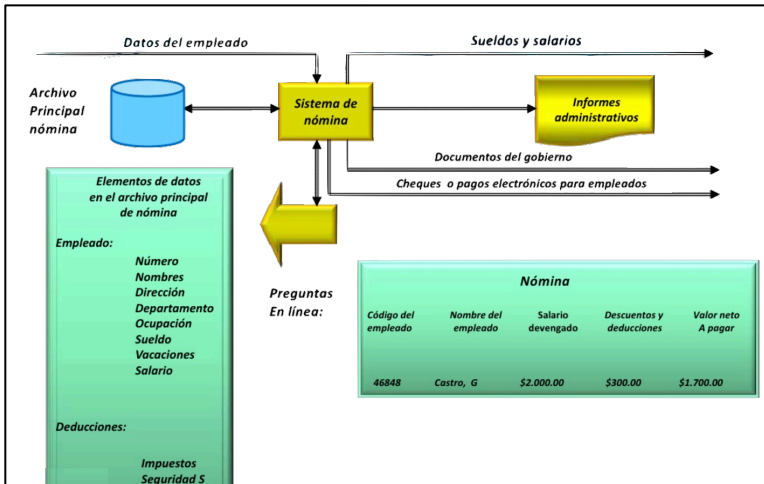 Datos del empleado
Sueldos y salarios
Archivo
Principal
nómina
Sistema de
nómina
Informes
administrativos
Documentos del gobierno
Cheques o pagos electrónicos para empleados
Elementos de datos
en el archivo principal
de nómina
Empleado:
Número
Nombres
Dirección
Departamento
Ocupación
Sueldo
Vacaciones
Salario
Deducciones:
Impuestos
Seguridad S
Preguntas
En línea:
Nómina
Código del
empleado
Nombre del
empleado
Salario
devengado
Descuentos y
deducciones
Valor neto
A pagar
46848 Castro, G $2.000.00 $300.00 $1.700.00